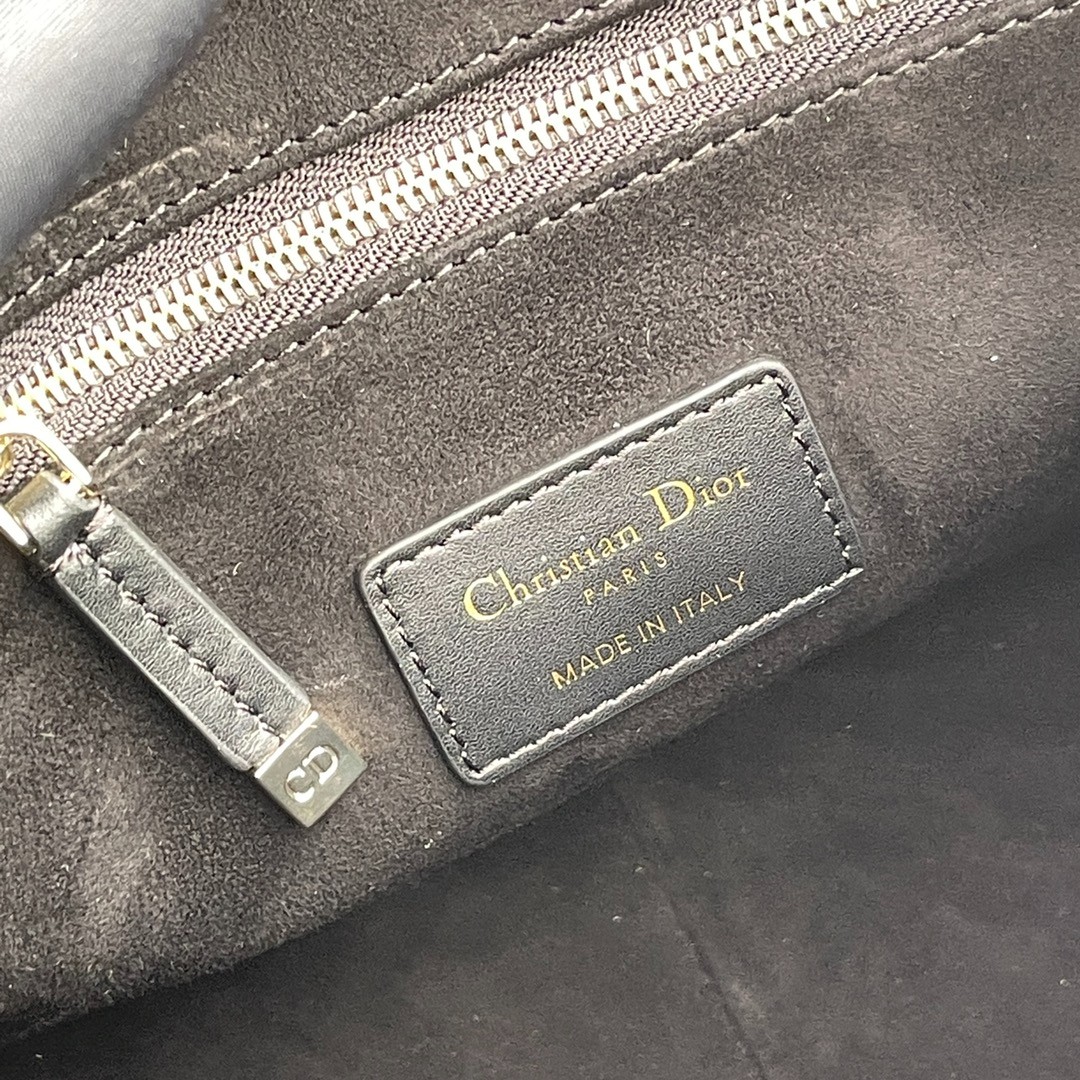 Christian Dior
PARIS
MADE IN ITALY
CD